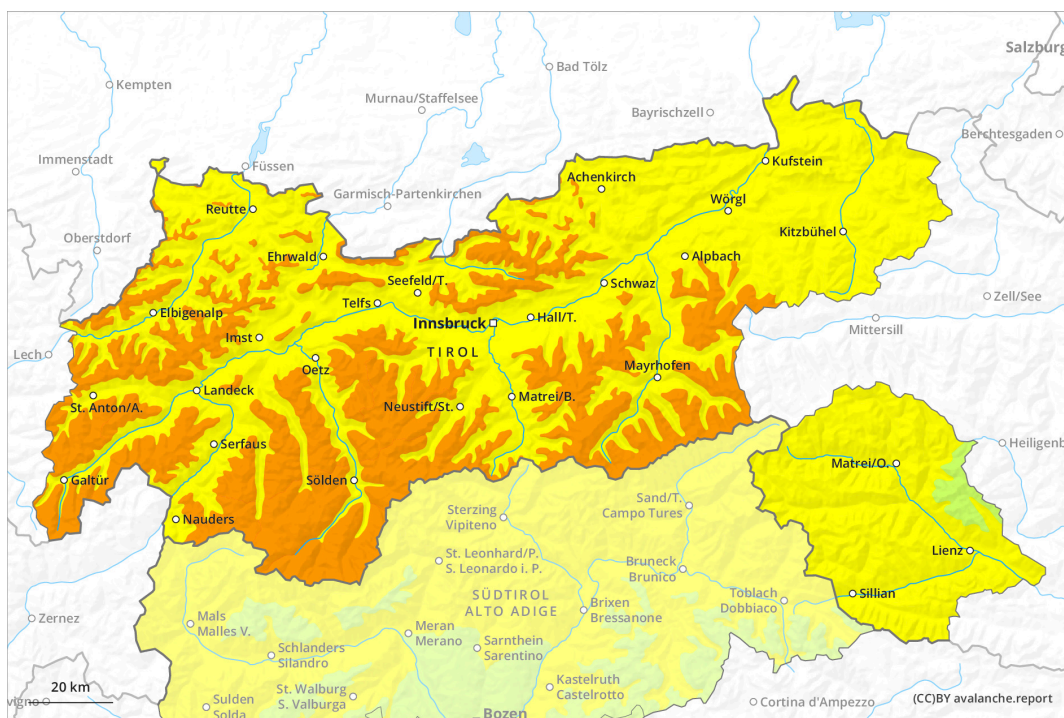 Salzburg
Kempten
Bad Tölz
Murnau/Staffelsee
Bayrischzell
Berchtesgaden
Immenstadt
Füssen
Kufstein
Achenkirch
Garmisch-Partenkirchen
Reutte
Wörgl
Oberstdorf
Kitzbühel
Ehrwald
Alpbach
Seefeld/T.
Schwaz
Telfs
Zell/See
Elbigenalp
Innsbruck
Hall/T.
Mittersill
Lech
Imst
TIROL
Oetz
Mayrhofen
Landeck
Matrei/B.
St. Anton/A.
Neustift/St.
Serfaus
Heiligenb
Matrei/O.
Galtür
Sölden
Sand/T.
Campo Tures
Sterzing
Vipiteno
Nauders
Lienz
St. Leonhard/P.
S. Leonardo i. P.
Bruneck
Brunico
SÜDTIROL
ALTO ADIGE
Sillian
Toblach
Dobbiaco
Brixen
Bressanone
Zernez
Mals
Malles V.
Meran
Merano
Sarnthein
Sarentino
Schlanders
Silandro
Kastelruth
Castelrotto
20 km
St. Walburg
S. Valburga
vigno
Sulden
Solda
Bozen
Cortina d'Ampezzo
(CC)BY avalanche.report